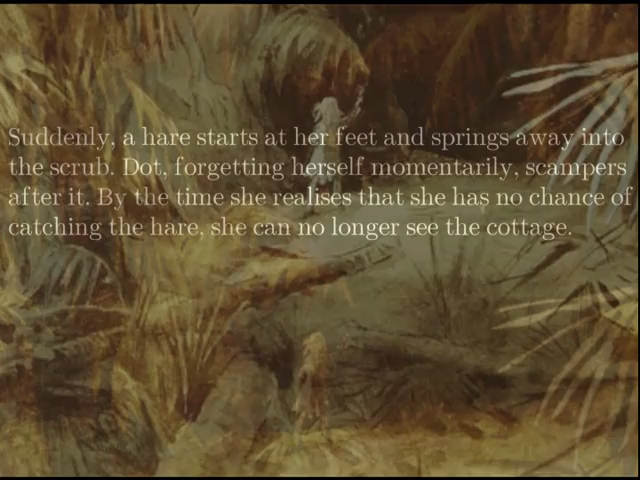 Suddenly, a hare starts at her feet and springs away into
the scrub. Dot, forgetting herself momentarily, scampers
after it. By the time she realises that she has no chance of
catching the hare, she can no longer see the cottage.